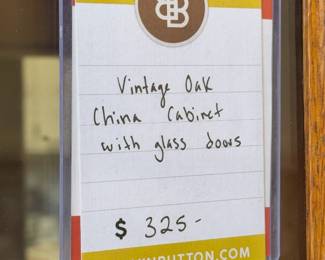 Vintage Oak
China Cabinet
with glass doors
$ 325-